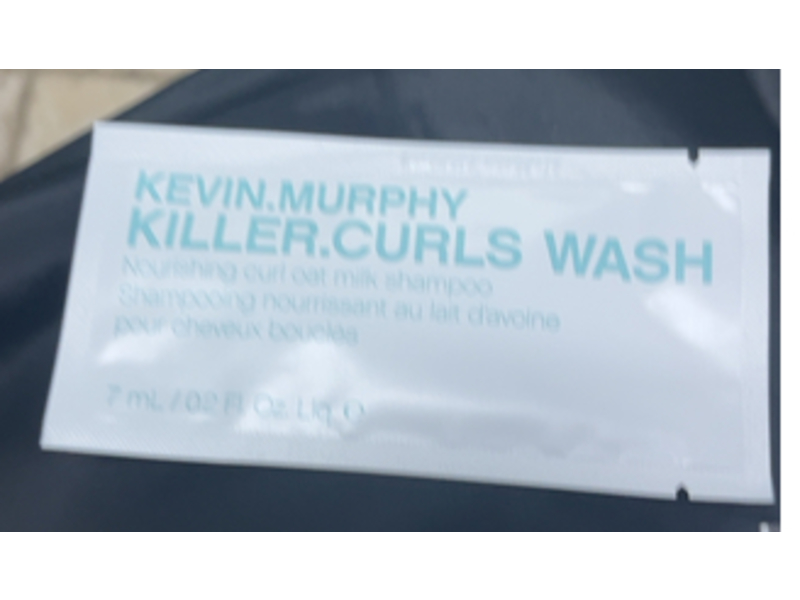 KEVIN.MURPHY
KILLER.CURLS WASH
Nourishing curl oat milk shampoo
Shampooing nourrissant au lait d'avoine
pour cheveux bouclés
7 mL / 0.2 Fl. Oz. Liq. ℮